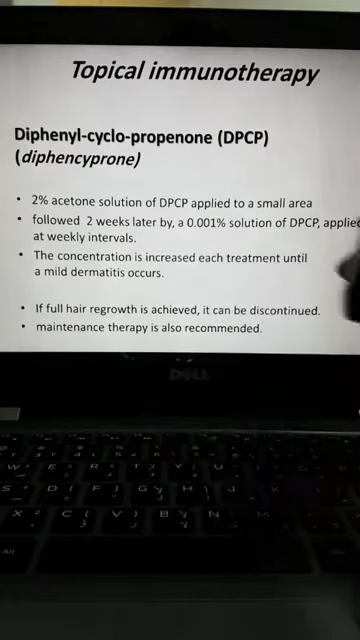 Topical immunotherapy
Diphenyl-cyclo-propenone (DPCP)
(diphencyprone)
• 2% acetone solution of DPCP applied to a small area
• followed 2 weeks later by, a 0.001% solution of DPCP, applied
at weekly intervals.
• The concentration is increased each treatment until
a mild dermatitis occurs.
• If full hair regrowth is achieved, it can be discontinued.
• maintenance therapy is also recommended.
DELL
W E R T Y U
S D F G H J
X C V B N M
Alt